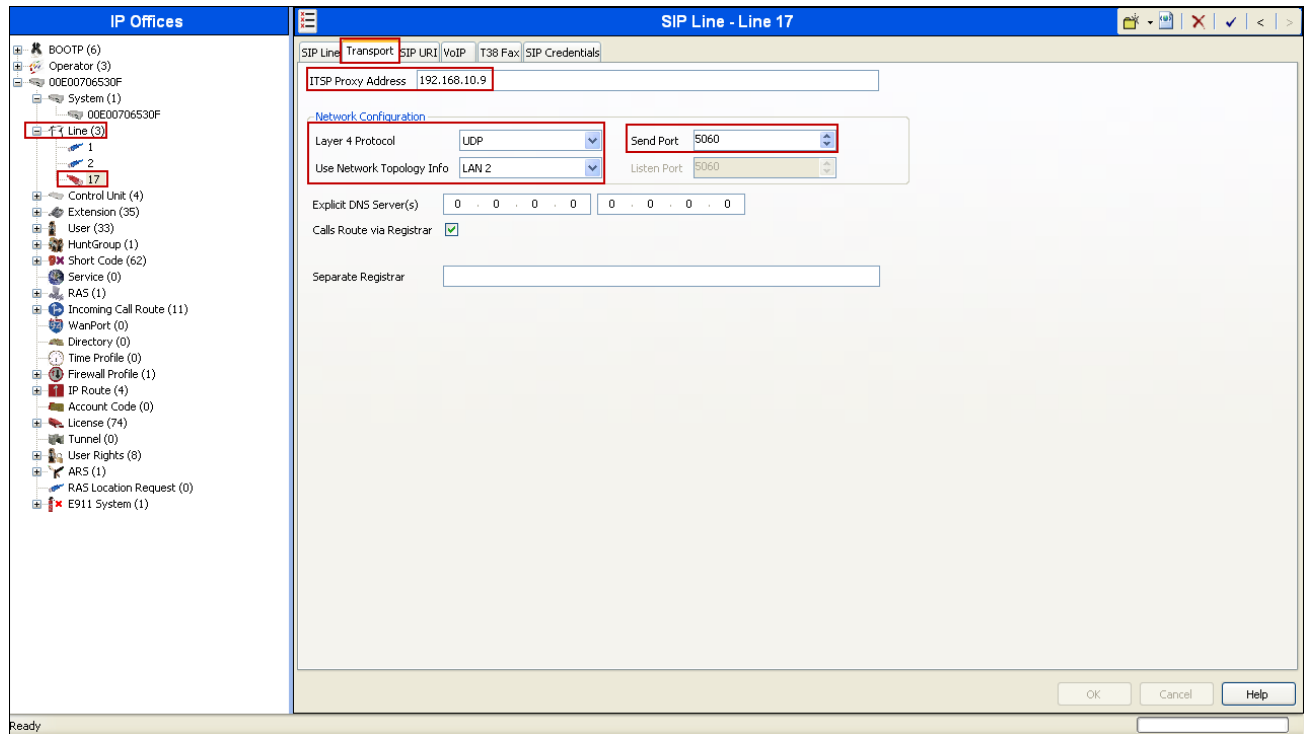 IP Offices
BOOTP (6)
Operator (3)
00E00706530F
System (1)
00E00706530F
Line (3)
1
2
17
Control Unit (4)
Extension (35)
User (33)
HuntGroup (1)
Short Code (62)
Service (0)
RAS (1)
Incoming Call Route (11)
WanPort (0)
Directory (0)
Time Profile (0)
Firewall Profile (1)
IP Route (4)
Account Code (0)
License (74)
Tunnel (0)
User Rights (8)
ARS (1)
RAS Location Request (0)
E911 System (1)
SIP Line - Line 17
SIP Line Transport SIP URI VoIP T38 Fax SIP Credentials
ITSP Proxy Address 192.168.10.9
Network Configuration
Layer 4 Protocol UDP Send Port 5060
Use Network Topology Info LAN 2 Listen Port 5060
Explicit DNS Server(s) 0 . 0 . 0 . 0 0 . 0 . 0 . 0
Calls Route via Registrar
Separate Registrar
OK Cancel Help
Ready